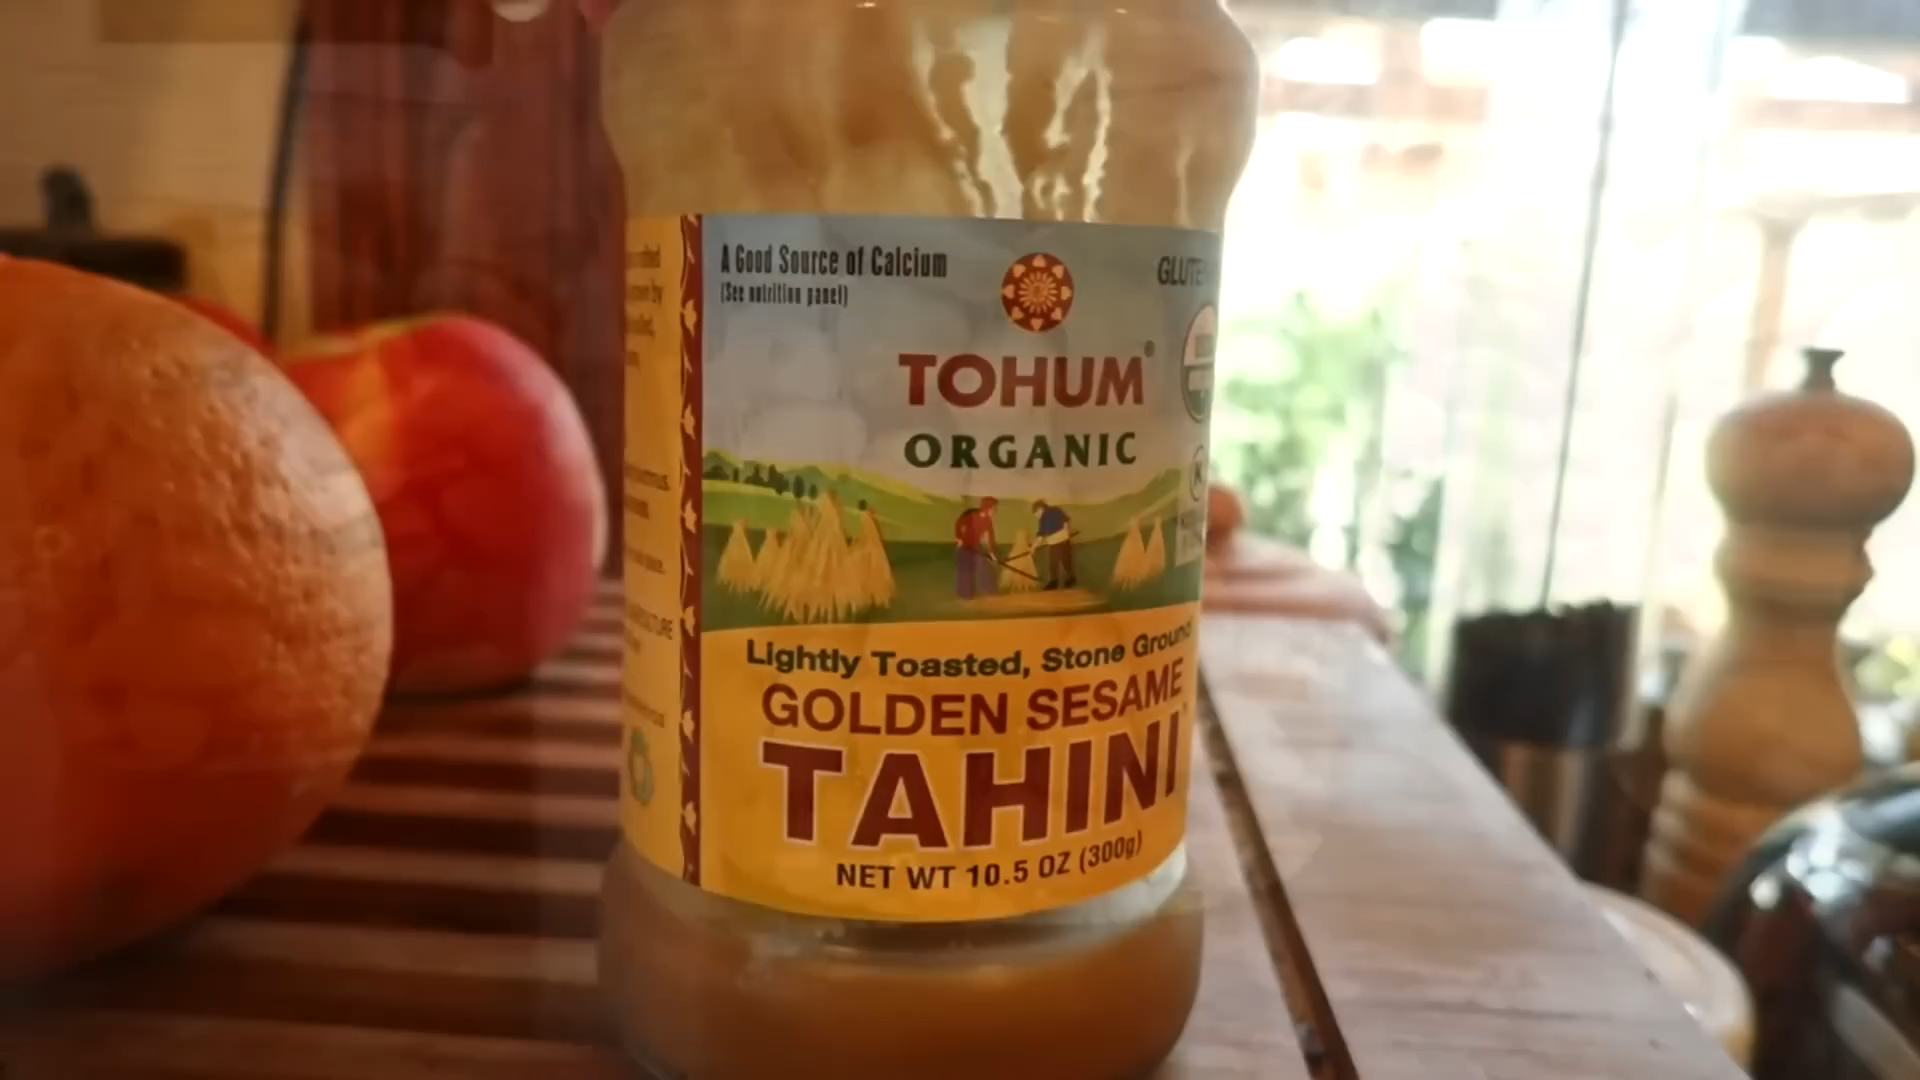 A Good Source of Calcium
(See nutrition panel)
TOHUM®
ORGANIC
Lightly Toasted, Stone Ground
GOLDEN SESAME
TAHINI
NET WT 10.5 OZ (300g)